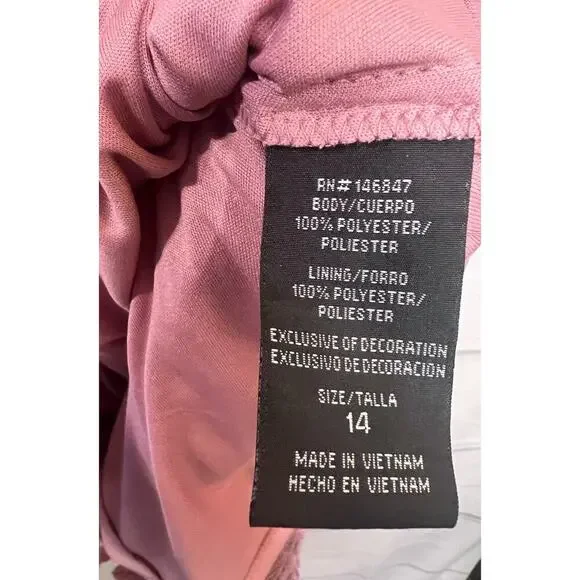 RN# 146847
BODY/CUERPO
100% POLYESTER/
POLIESTER
LINING/FORRO
100% POLYESTER/
POLIESTER
EXCLUSIVE OF DECORATION
EXCLUSIVO DE DECORACION
SIZE/TALLA
14
MADE IN VIETNAM
HECHO EN VIETNAM